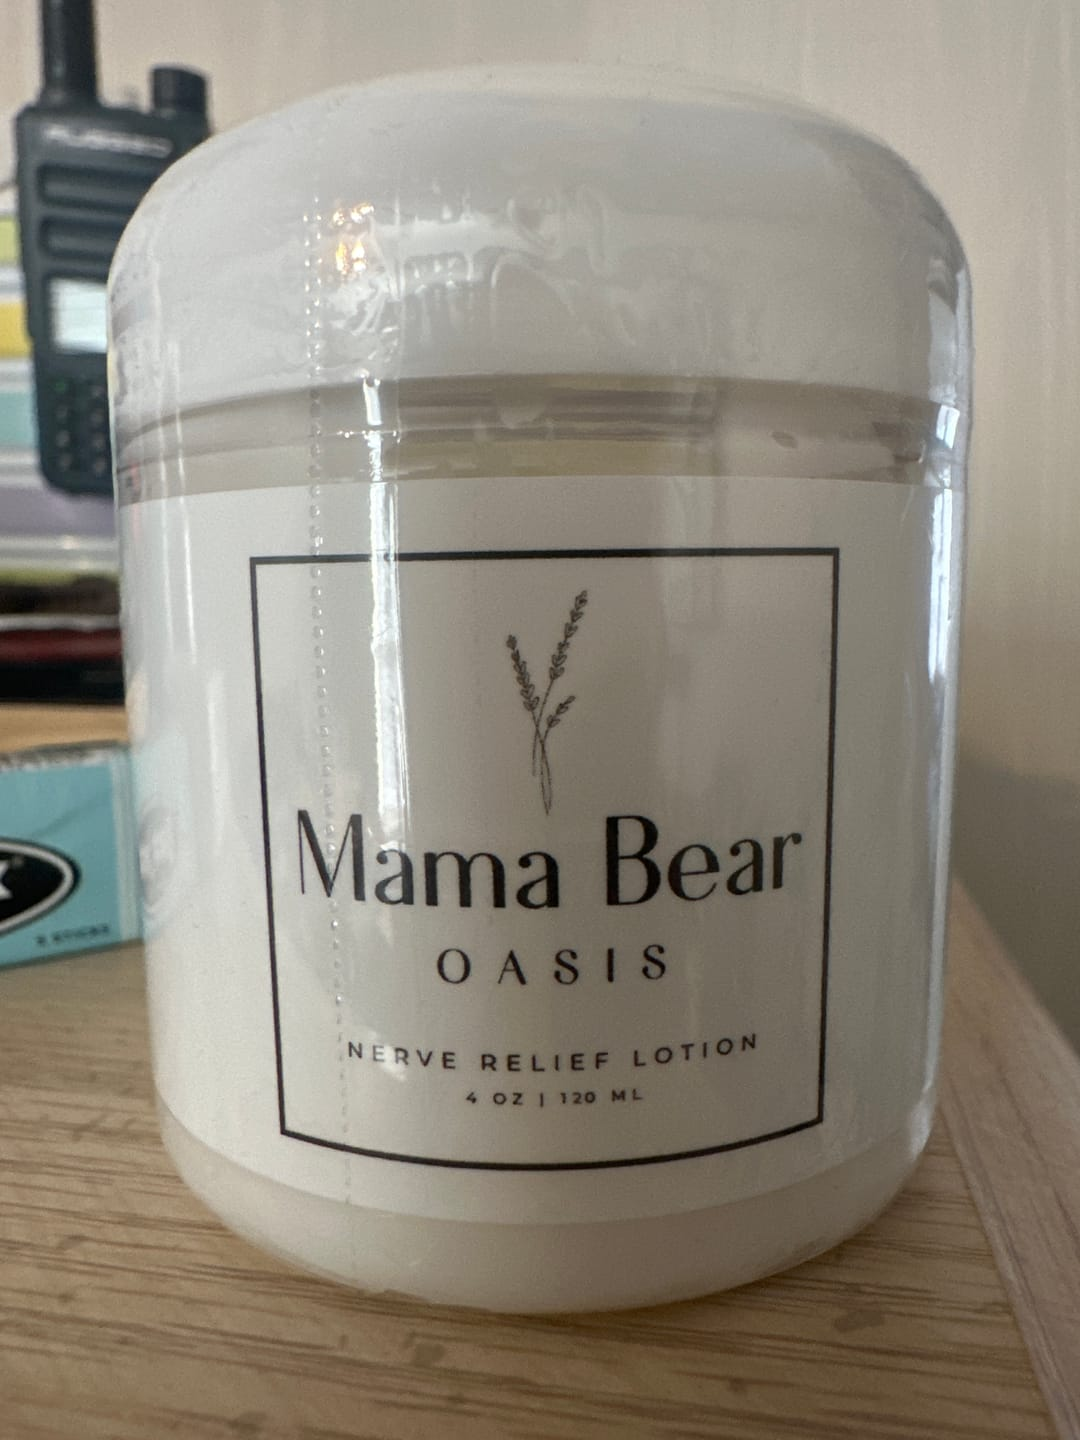 Mama Bear
OASIS
NERVE RELIEF LOTION
4 OZ | 120 ML